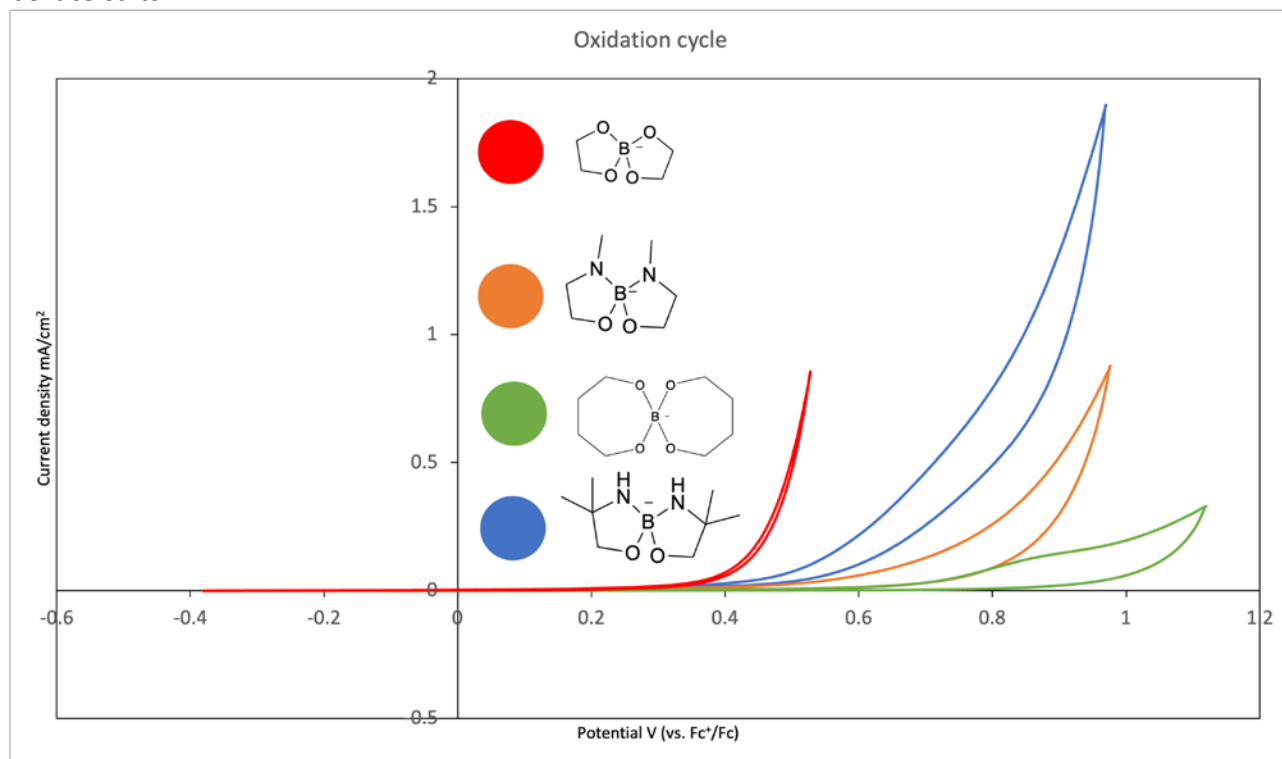 Oxidation cycle
2
1.5
1
0.5
0
-0.5
-0.6
-0.4
-0.2
0
0.2
0.4
0.6
0.8
1
1.2
Current density mA/cm²
Potential V (vs. Fc⁺/Fc)
O
O
B
−
O
O
N
N
B
−
O
O
O
O
B
-
O
O
H
H
N
N
B
−
O
O